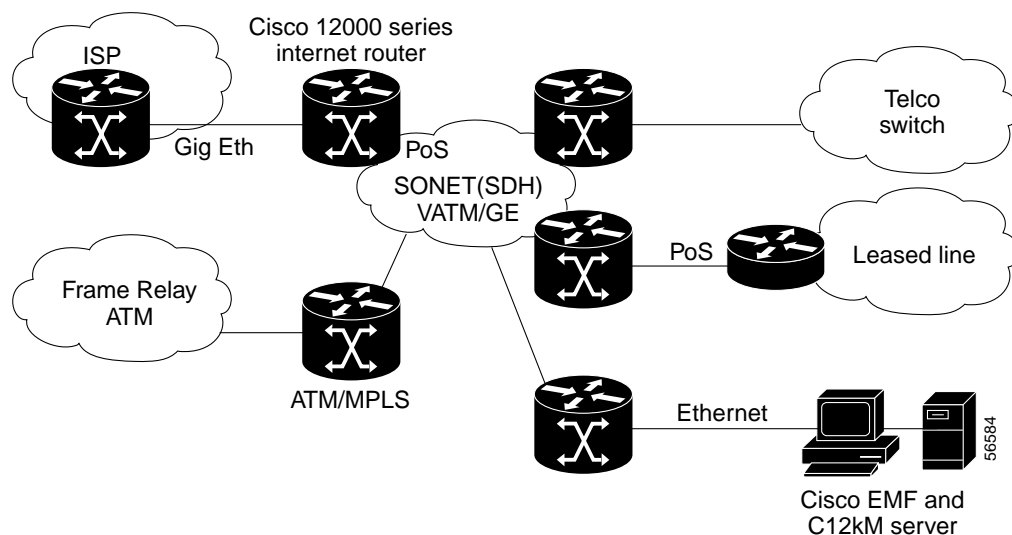 Cisco 12000 series
internet router
ISP
Gig Eth
PoS
SONET(SDH)
VATM/GE
Telco
switch
PoS
Leased line
Frame Relay
ATM
ATM/MPLS
Ethernet
56584
Cisco EMF and
C12kM server